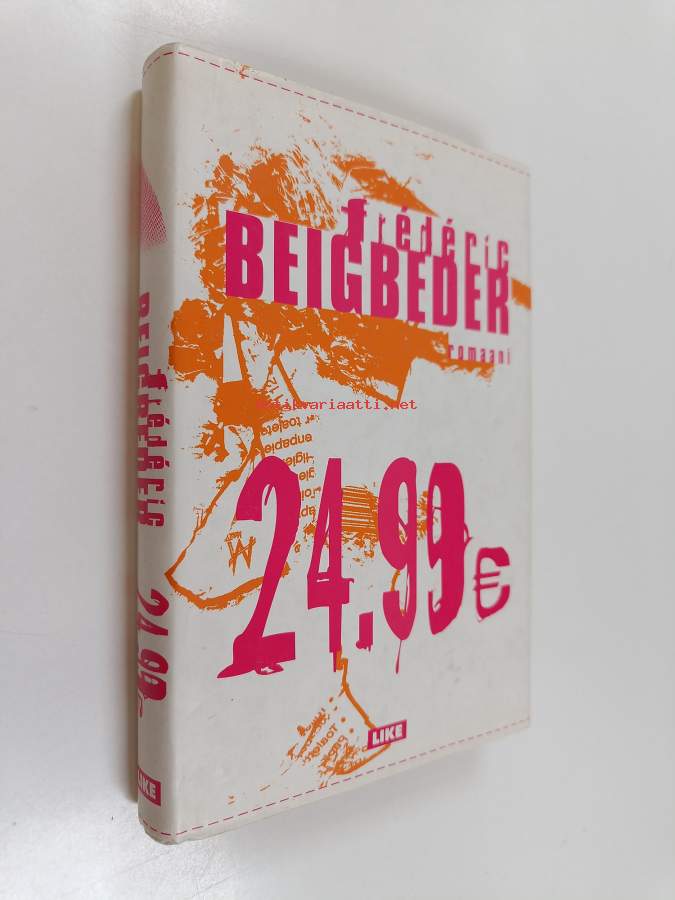 frédéric
BEIGBEDER
romaani
antikvariaatti.net
24.99€
LIKE
frédéric
BEIGBEDER
24.99€
LIKE